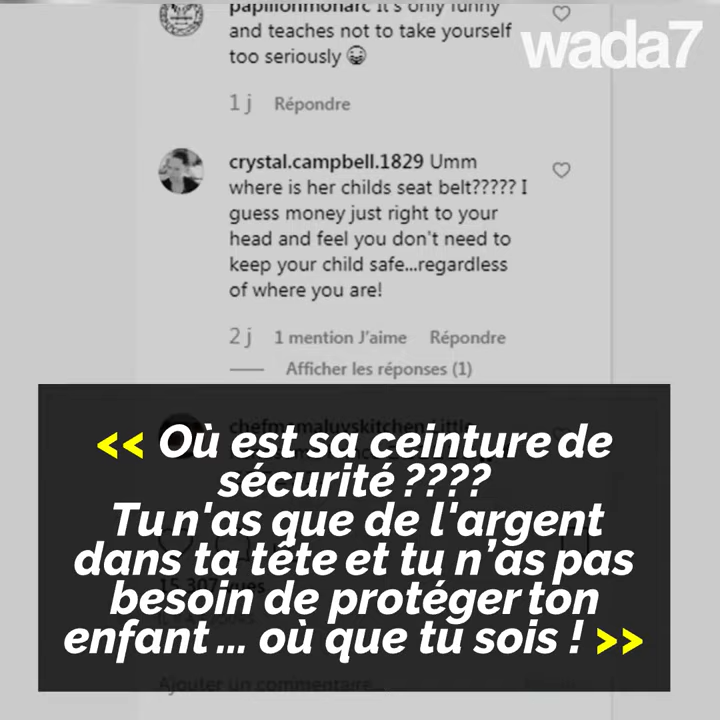 papillonmonarc It's only funny
and teaches not to take yourself
too seriously 😂
wada7
1 j Répondre
crystal.campbell.1829 Umm
where is her childs seat belt????? I
guess money just right to your
head and feel you don't need to
keep your child safe...regardless
of where you are!
2 j 1 mention J'aime Répondre
Afficher les réponses (1)
<< Où est sa ceinture de
sécurité ????
Tu n'as que de l'argent
dans ta tête et tu n'as pas
besoin de protéger ton
enfant... où que tu sois ! >>
Ajouter un commentaire...